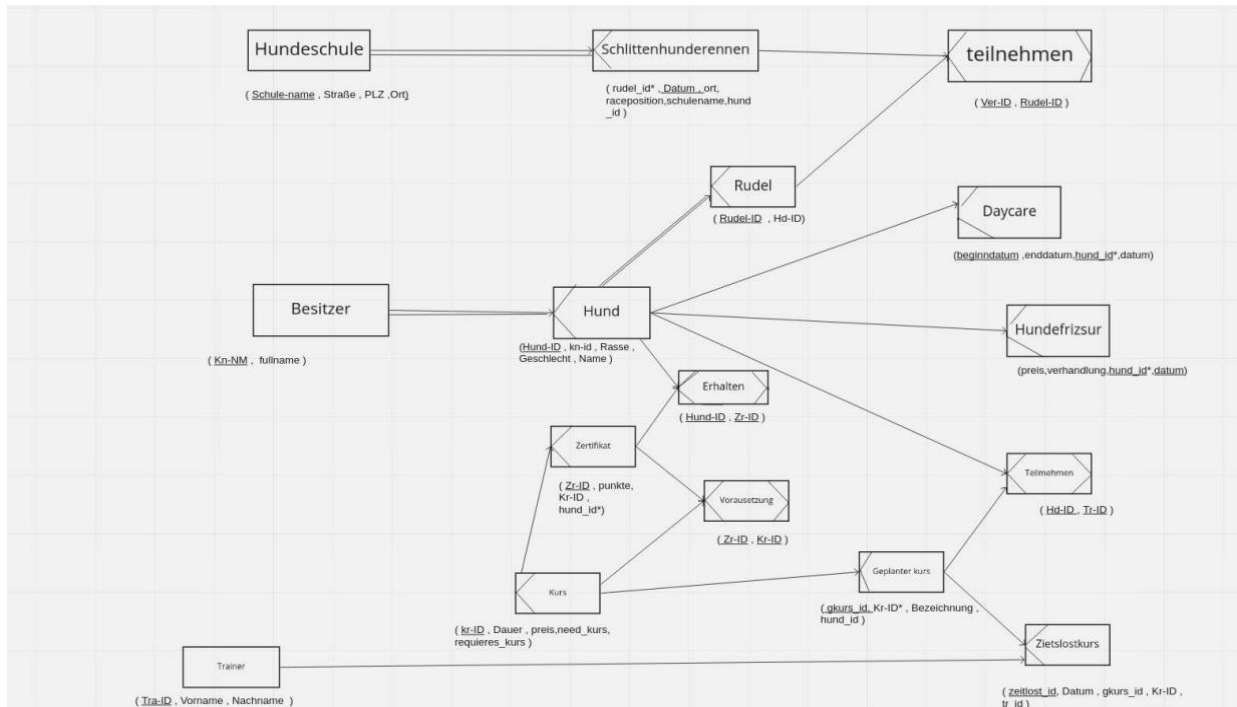 Hundeschule
( Schule-name , Straße , PLZ ,Ort)
Schlittenhunderennen
( rudel_id* , Datum , ort,
raceposition,schulename,hund
_id )
teilnehmen
( Ver-ID , Rudel-ID )
Rudel
( Rudel-ID , Hd-ID)
Daycare
(beginndatum ,enddatum,hund_id*,datum)
Besitzer
( Kn-NM , fullname )
Hund
(Hund-ID , kn-id , Rasse ,
Geschlecht , Name )
Hundefrizsur
(preis,verhandlung,hund_id*,datum)
Erhalten
( Hund-ID , Zr-ID )
Zertifikat
( Zr-ID , punkte,
Kr-ID ,
hund_id*)
Vorausetzung
( Zr-ID , Kr-ID )
Teilmehmen
( Hd-ID , Tr-ID )
Kurs
( kr-ID , Dauer , preis,need_kurs,
requieres_kurs )
Geplanter kurs
( gkurs_id, Kr-ID* , Bezeichnung ,
hund_id )
Trainer
( Tra-ID , Vorname , Nachname )
Zietslostkurs
( zeitlost_id, Datum , gkurs_id , Kr-ID ,
tr_id )